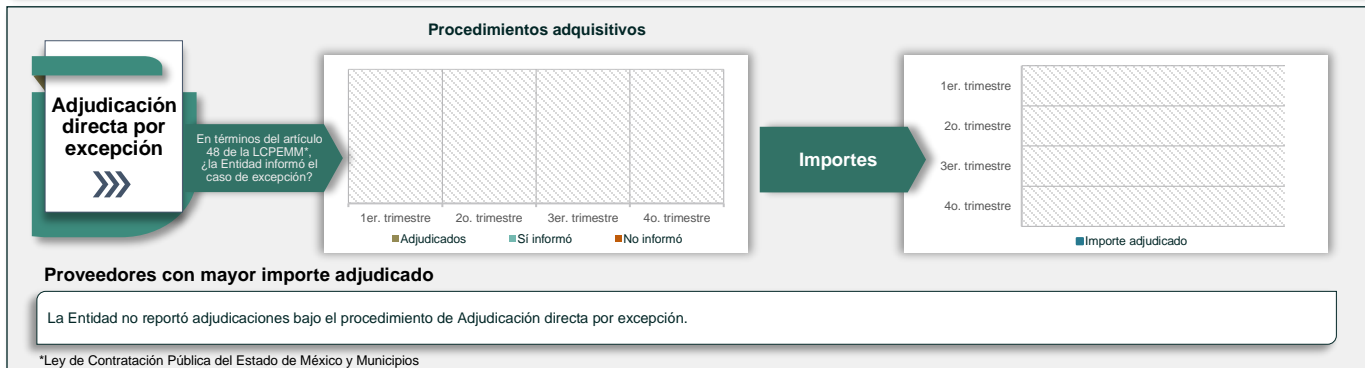 Procedimientos adquisitivos
Adjudicación
directa por
excepción
En términos del artículo
48 de la LCPEMM*,
¿la Entidad informó el
caso de excepción?
1er. trimestre 2o. trimestre 3er. trimestre 4o. trimestre
Adjudicados Sí informó No informó
Importes
1er. trimestre
2o. trimestre
3er. trimestre
4o. trimestre
Importe adjudicado
Proveedores con mayor importe adjudicado
La Entidad no reportó adjudicaciones bajo el procedimiento de Adjudicación directa por excepción.
*Ley de Contratación Pública del Estado de México y Municipios